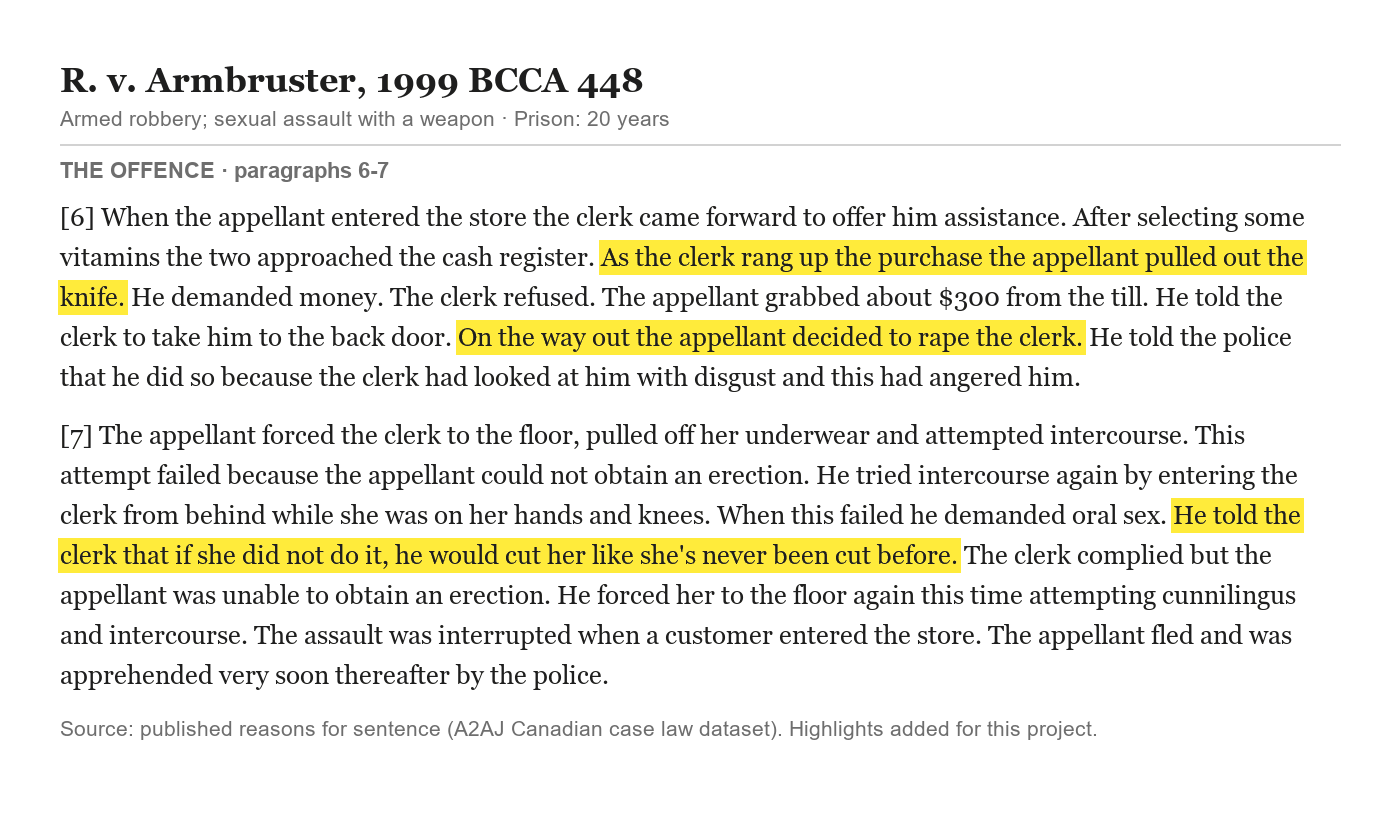 R. v. Armbruster, 1999 BCCA 448
Armed robbery; sexual assault with a weapon · Prison: 20 years
THE OFFENCE · paragraphs 6-7
[6] When the appellant entered the store the clerk came forward to offer him assistance. After selecting some
vitamins the two approached the cash register. As the clerk rang up the purchase the appellant pulled out the
knife. He demanded money. The clerk refused. The appellant grabbed about $300 from the till. He told the
clerk to take him to the back door. On the way out the appellant decided to rape the clerk. He told the police
that he did so because the clerk had looked at him with disgust and this had angered him.
[7] The appellant forced the clerk to the floor, pulled off her underwear and attempted intercourse. This
attempt failed because the appellant could not obtain an erection. He tried intercourse again by entering the
clerk from behind while she was on her hands and knees. When this failed he demanded oral sex. He told the
clerk that if she did not do it, he would cut her like she's never been cut before. The clerk complied but the
appellant was unable to obtain an erection. He forced her to the floor again this time attempting cunnilingus
and intercourse. The assault was interrupted when a customer entered the store. The appellant fled and was
apprehended very soon thereafter by the police.
Source: published reasons for sentence (A2AJ Canadian case law dataset). Highlights added for this project.